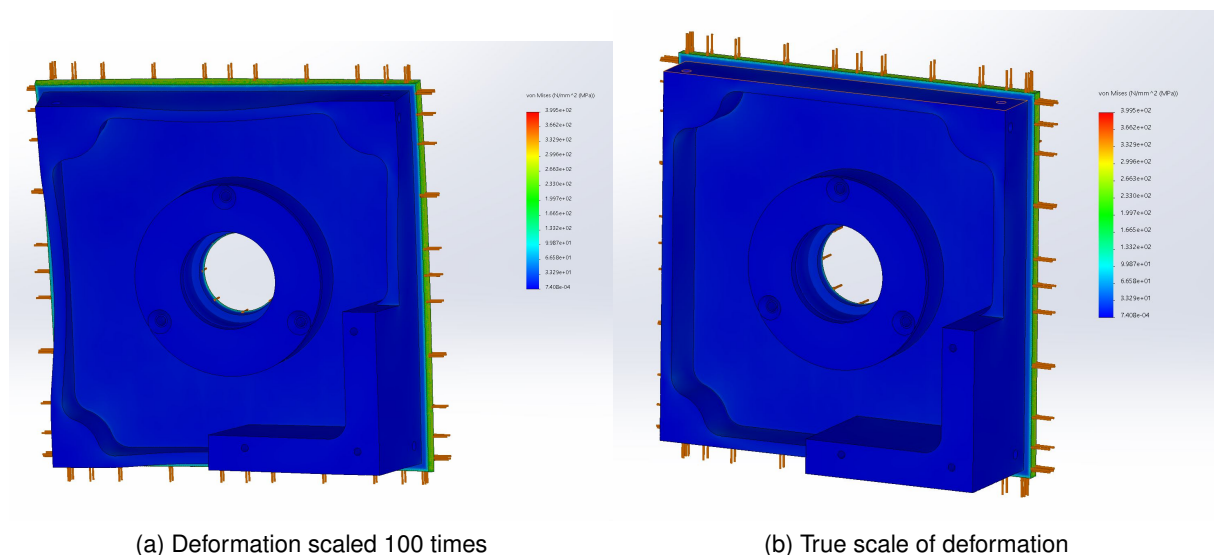 von Mises (N/mm^2 (MPa))
3.995e+02
3.662e+02
3.329e+02
2.996e+02
2.663e+02
2.330e+02
1.997e+02
1.665e+02
1.332e+02
9.987e+01
6.658e+01
3.329e+01
7.408e-04
von Mises (N/mm^2 (MPa))
3.995e+02
3.662e+02
3.329e+02
2.996e+02
2.663e+02
2.330e+02
1.997e+02
1.665e+02
1.332e+02
9.987e+01
6.658e+01
3.329e+01
7.408e-04
(a) Deformation scaled 100 times
(b) True scale of deformation